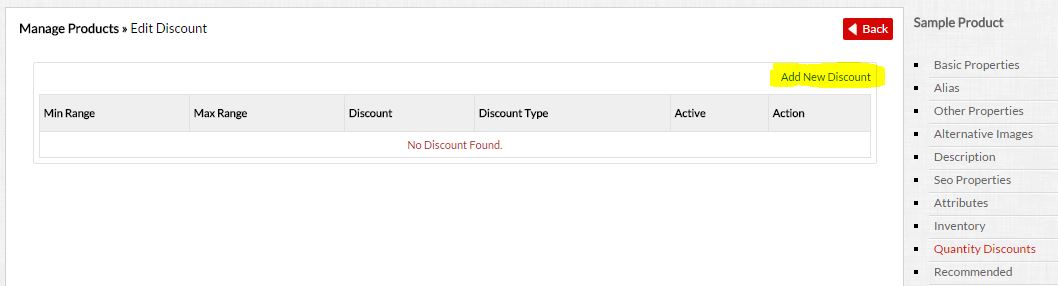 Manage Products » Edit Discount
Back
Add New Discount
Min Range Max Range Discount Discount Type Active Action
No Discount Found.
Sample Product
Basic Properties
Alias
Other Properties
Alternative Images
Description
Seo Properties
Attributes
Inventory
Quantity Discounts
Recommended